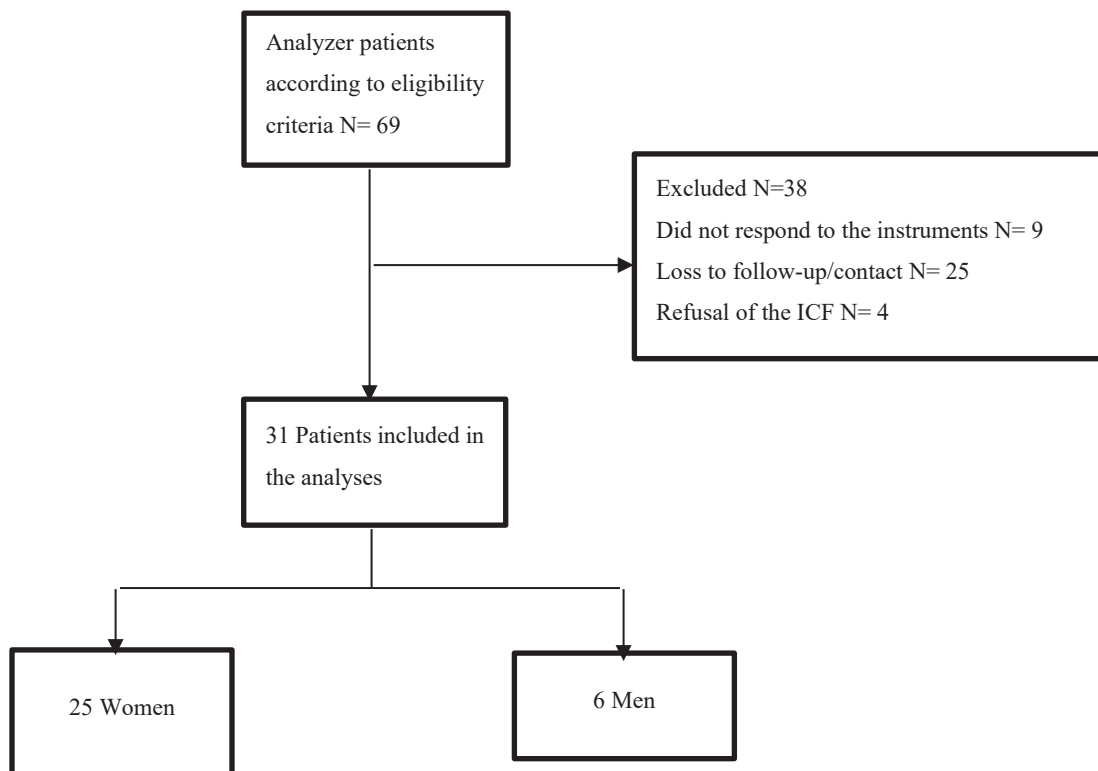 Analyzer patients
according to eligibility
criteria N= 69
Excluded N=38
Did not respond to the instruments N= 9
Loss to follow-up/contact N= 25
Refusal of the ICF N= 4
31 Patients included in
the analyses
25 Women
6 Men